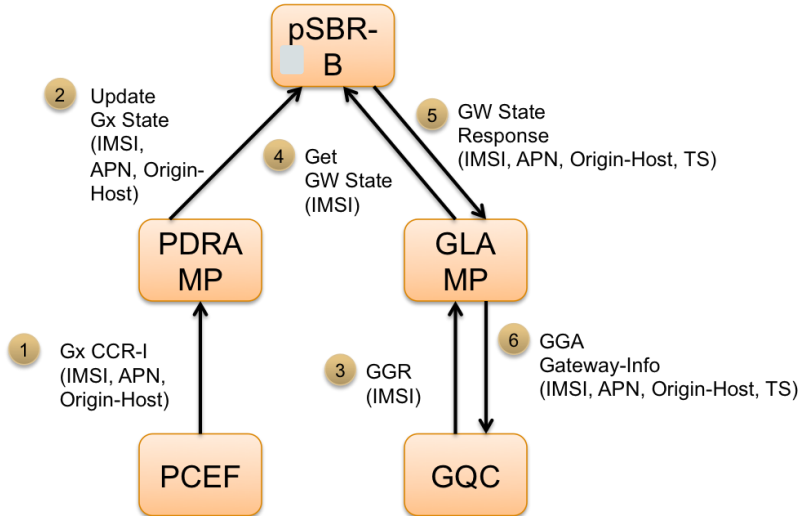 pSBR-
B
2
Update
Gx State
(IMSI,
APN, Origin-
Host)
5
GW State
Response
(IMSI, APN, Origin-Host, TS)
4
Get
GW State
(IMSI)
PDRA
MP
GLA
MP
1
Gx CCR-I
(IMSI, APN,
Origin-Host)
3
GGR
(IMSI)
6
GGA
Gateway-Info
(IMSI, APN, Origin-Host, TS)
PCEF
GQC